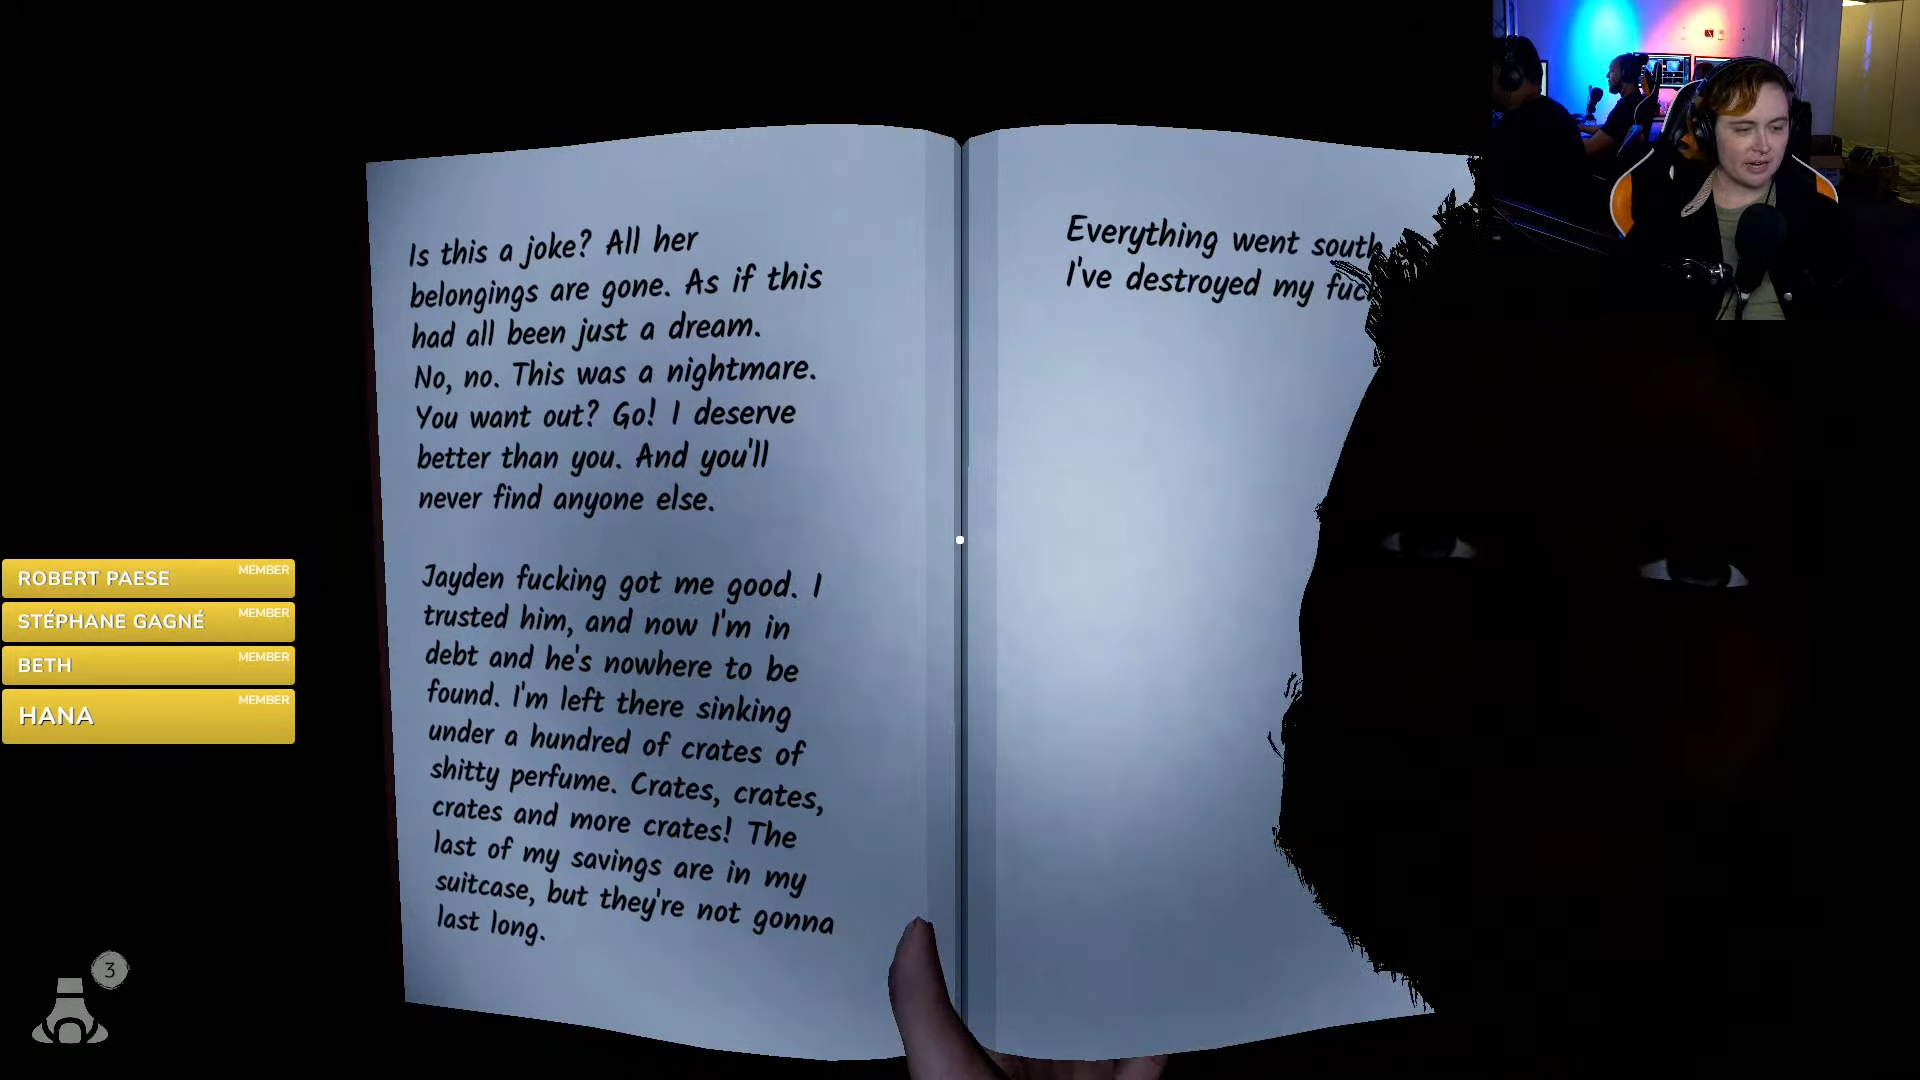 Is this a joke? All her
belongings are gone. As if this
had all been just a dream.
No, no. This was a nightmare.
You want out? Go! I deserve
better than you. And you'll
never find anyone else.
Jayden fucking got me good. I
trusted him, and now I'm in
debt and he's nowhere to be
found. I'm left there sinking
under a hundred of crates of
shitty perfume. Crates, crates,
crates and more crates! The
last of my savings are in my
suitcase, but they're not gonna
last long.
Everything went south
I've destroyed my
ROBERT PAESE MEMBER
STÉPHANE GAGNÉ MEMBER
BETH MEMBER
HANA MEMBER
3